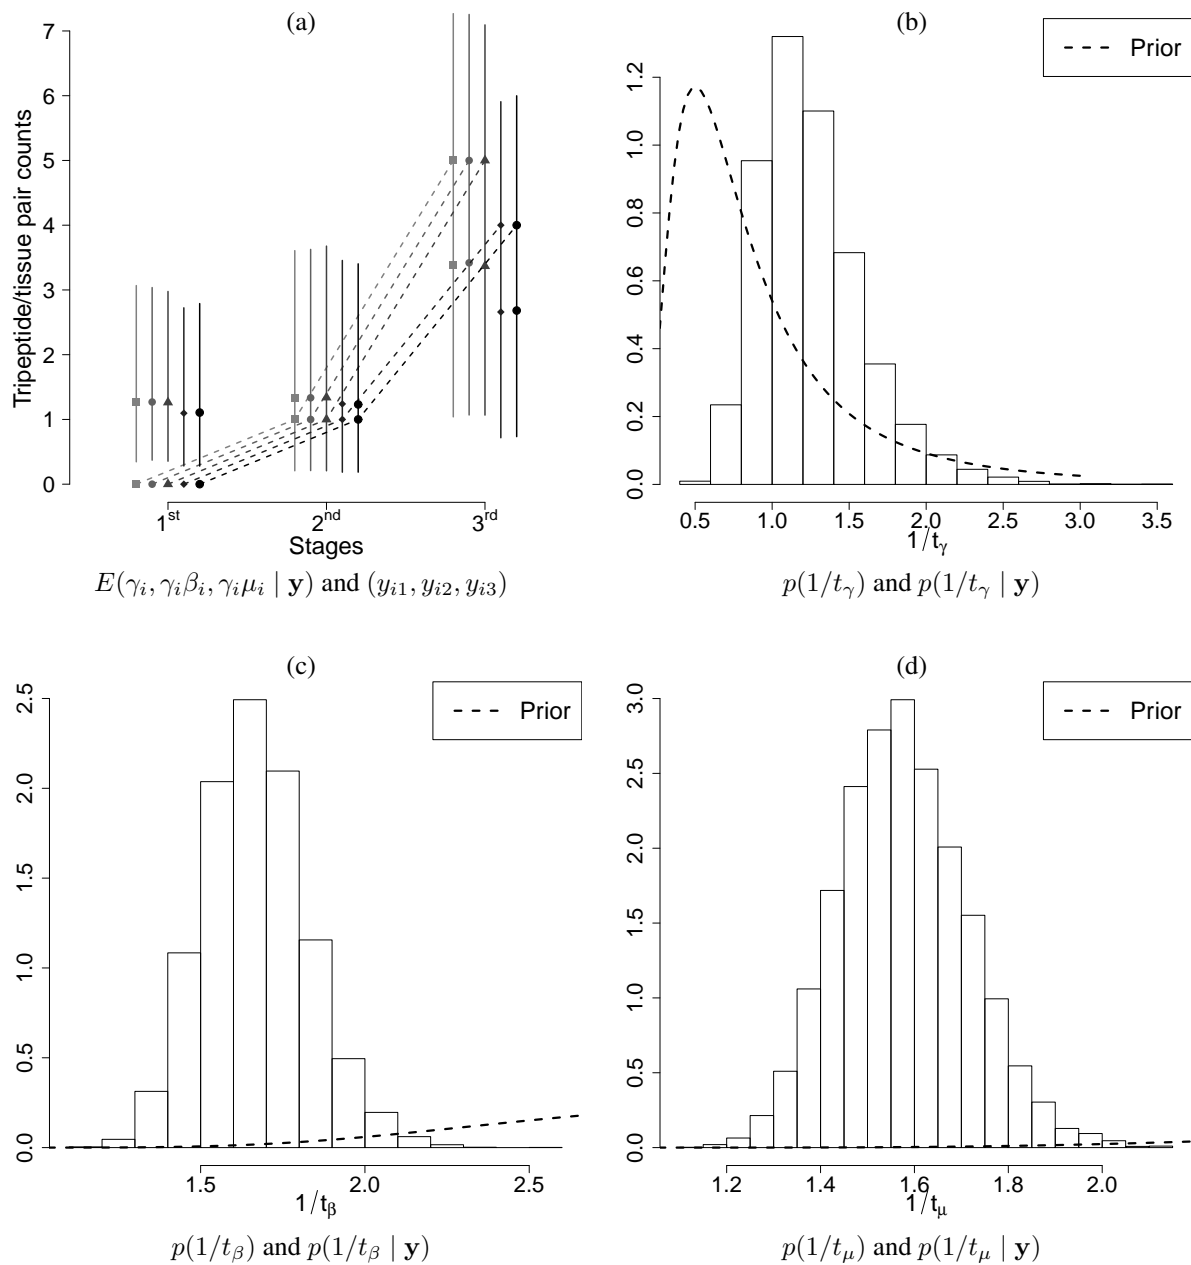 (a)
7
6
5
4
3
2
1
0
Tripeptide/tissue pair counts
1st 2nd 3rd
Stages
E(γi, γiβi, γiμi | y) and (yi1, yi2, yi3)
(b)
Prior
1.2
1.0
0.8
0.6
0.4
0.2
0.0
0.5 1.0 1.5 2.0 2.5 3.0 3.5
1/tγ
p(1/tγ) and p(1/tγ | y)
(c)
Prior
2.5
2.0
1.5
1.0
0.5
0.0
1.5 2.0 2.5
1/tβ
p(1/tβ) and p(1/tβ | y)
(d)
Prior
3.0
2.5
2.0
1.5
1.0
0.5
0.0
1.2 1.4 1.6 1.8 2.0
1/tμ
p(1/tμ) and p(1/tμ | y)